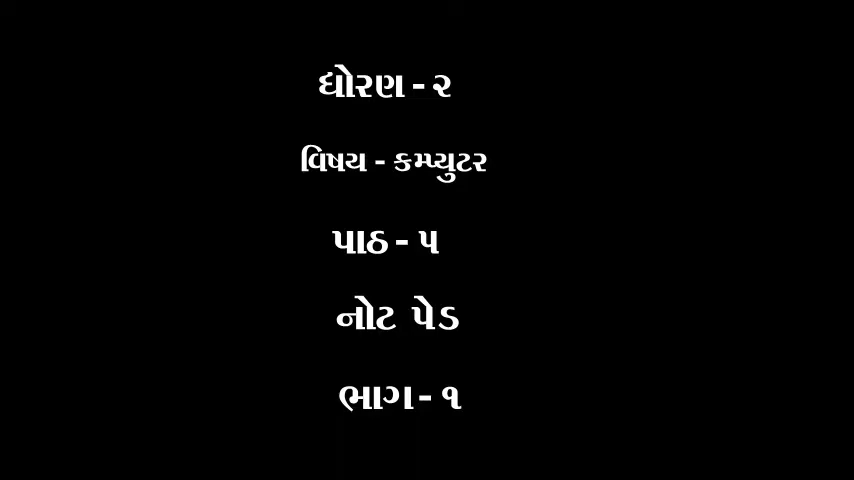 ધોરણ - ૨
વિષય - કમ્પ્યુટર
પાઠ - ૫
નોટ પેડ
ભાગ - ૧